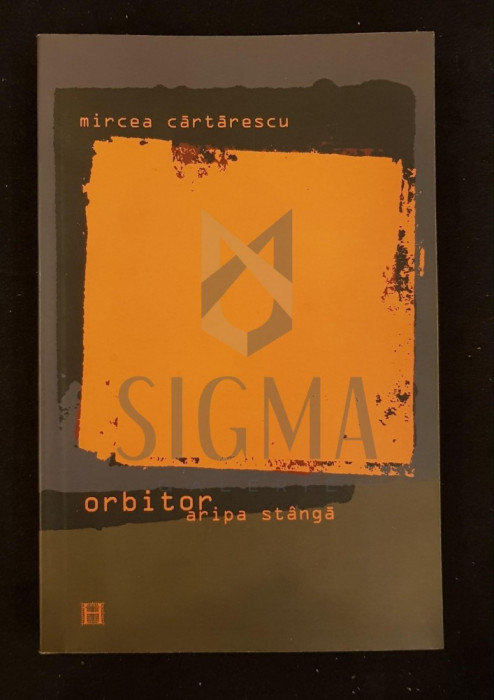 mircea cărtărescu
SIGMA
orbitor
aripa stângă
H